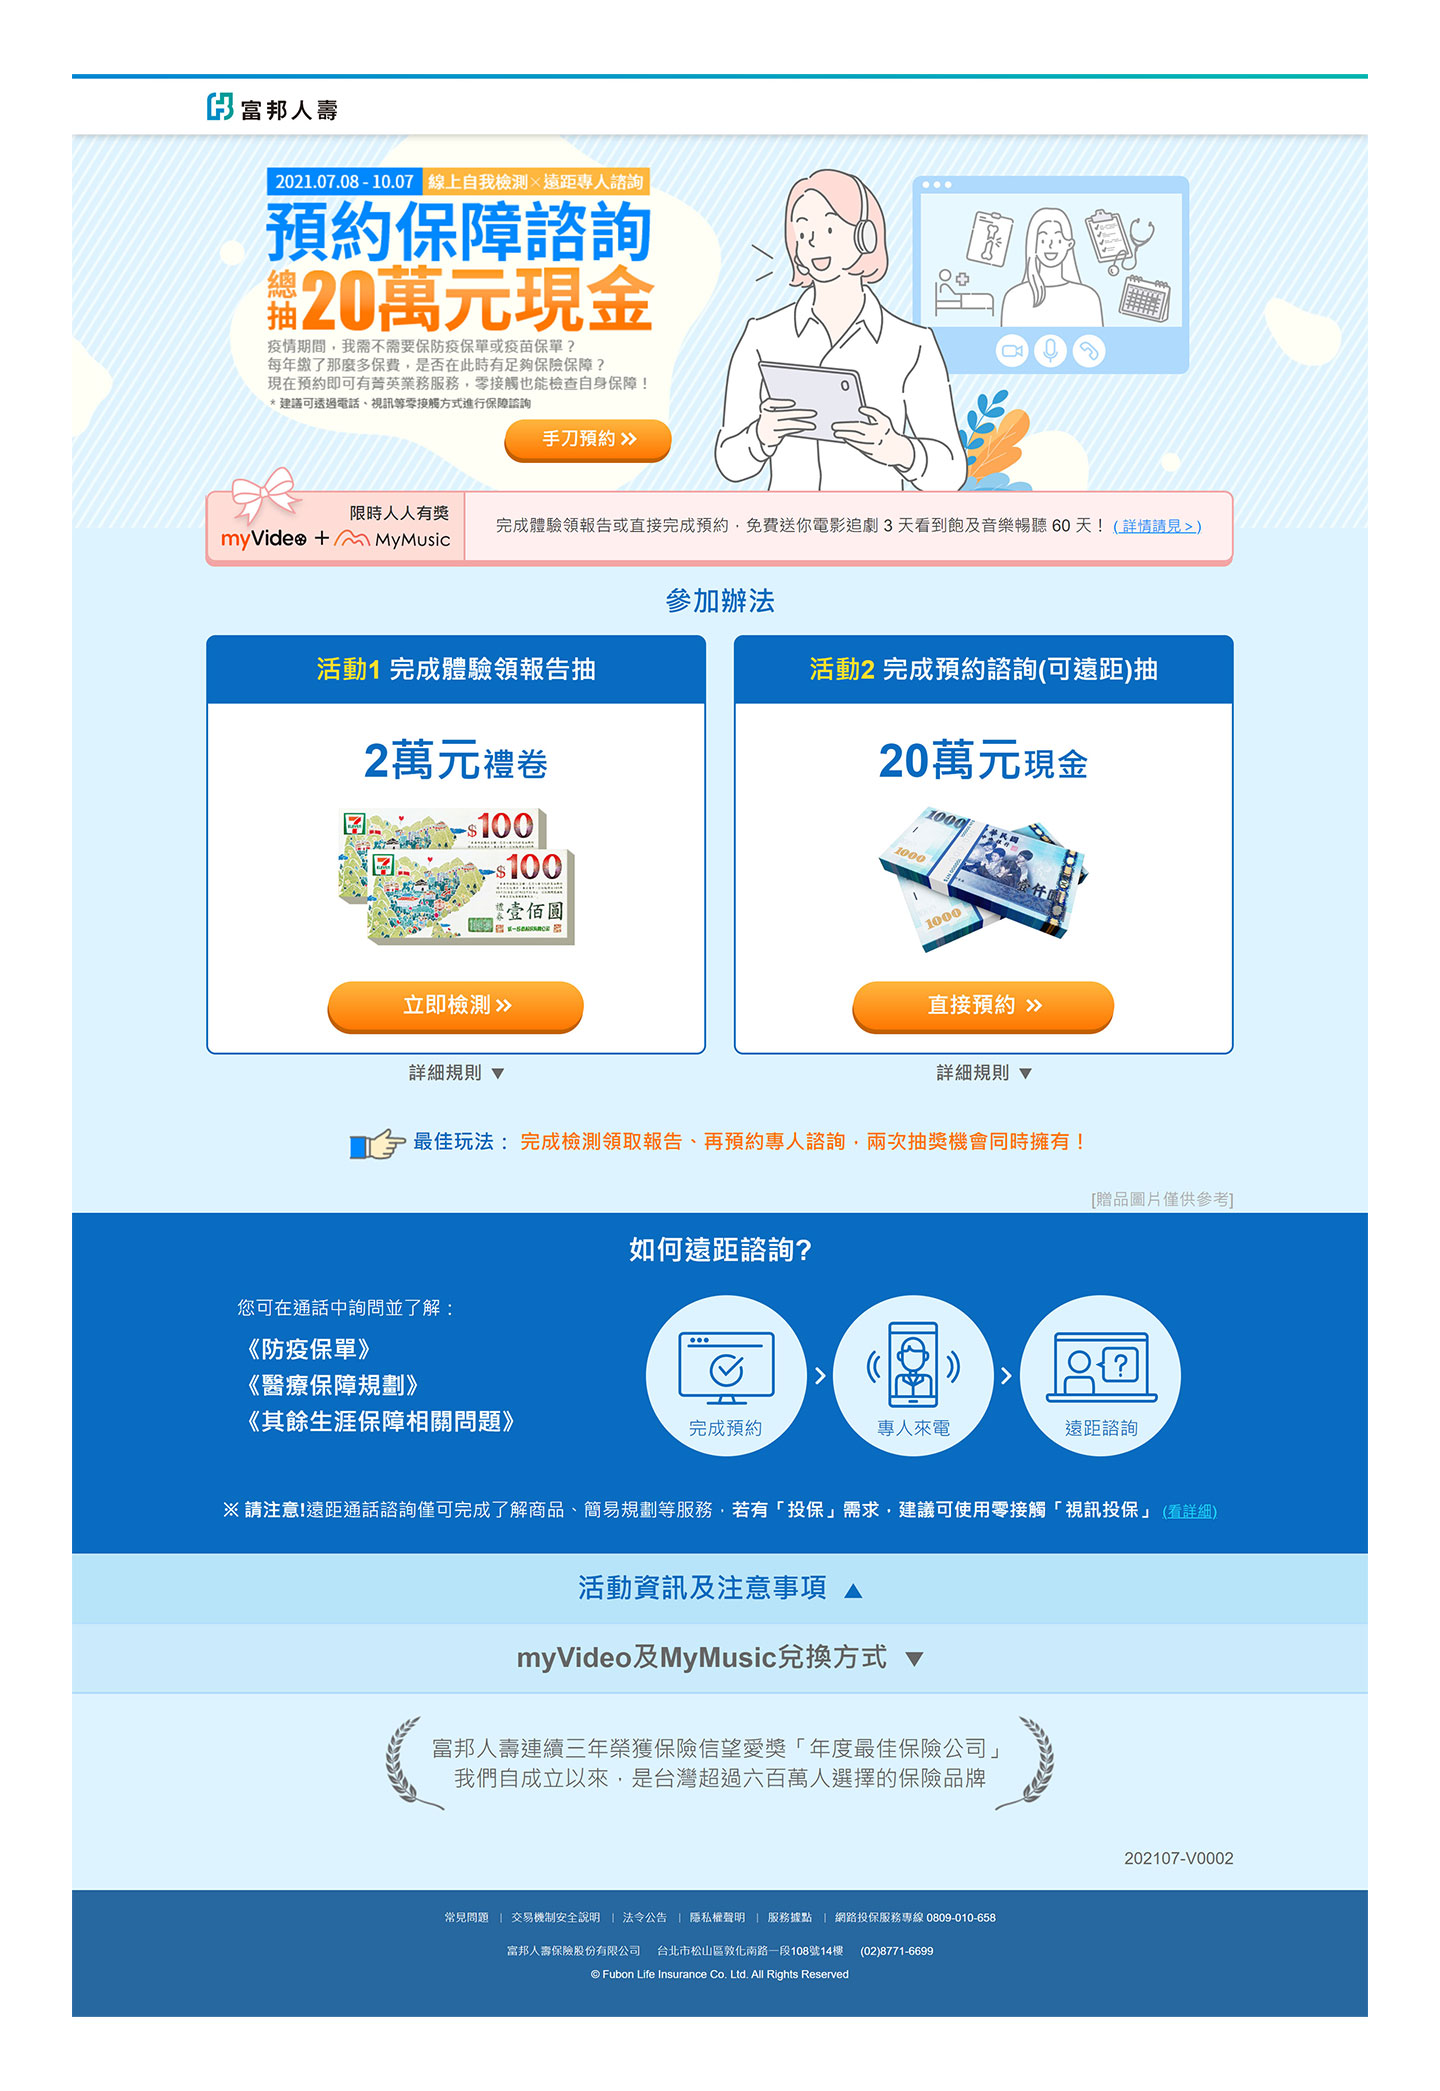 富邦人壽
2021.07.08 - 10.07 線上自我檢測×遠距專人諮詢
預約保障諮詢
總抽20萬元現金
疫情期間，我需不需要保防疫保單或疫苗保單？
每年繳了那麼多保費，是否在此時有足夠保險保障？
現在預約即可有菁英業務服務，零接觸也能檢查自身保障！
* 建議可透過電話、視訊等零接觸方式進行保障諮詢
手刀預約
限時人人有獎
myVideo + MyMusic
完成體驗領報告或直接完成預約，免費送你電影追劇 3 天看到飽及音樂暢聽 60 天！ ( 詳情請見 > )
參加辦法
活動1 完成體驗領報告抽
2萬元禮卷
7 ELEVEN
$100
7 ELEVEN
$100
禮券
壹佰圓
立即檢測
詳細規則 ▼
活動2 完成預約諮詢(可遠距)抽
20萬元現金
1000
1000
1000
壹仟圓
直接預約
詳細規則 ▼
最佳玩法： 完成檢測領取報告、再預約專人諮詢，兩次抽獎機會同時擁有！
[贈品圖片僅供參考]
如何遠距諮詢?
您可在通話中詢問並了解：
《防疫保單》
《醫療保障規劃》
《其餘生涯保障相關問題》
完成預約
專人來電
?
遠距諮詢
※ 請注意!遠距通話諮詢僅可完成了解商品、簡易規劃等服務，若有「投保」需求，建議可使用零接觸「視訊投保」 (看詳細)
活動資訊及注意事項 ▲
myVideo及MyMusic兌換方式 ▼
富邦人壽連續三年榮獲保險信望愛獎「年度最佳保險公司」
我們自成立以來，是台灣超過六百萬人選擇的保險品牌
202107-V0002
常見問題 | 交易機制安全說明 | 法令公告 | 隱私權聲明 | 服務據點 | 網路投保服務專線 0809-010-658
富邦人壽保險股份有限公司 台北市松山區敦化南路一段108號14樓 (02)8771-6699
© Fubon Life Insurance Co. Ltd. All Rights Reserved